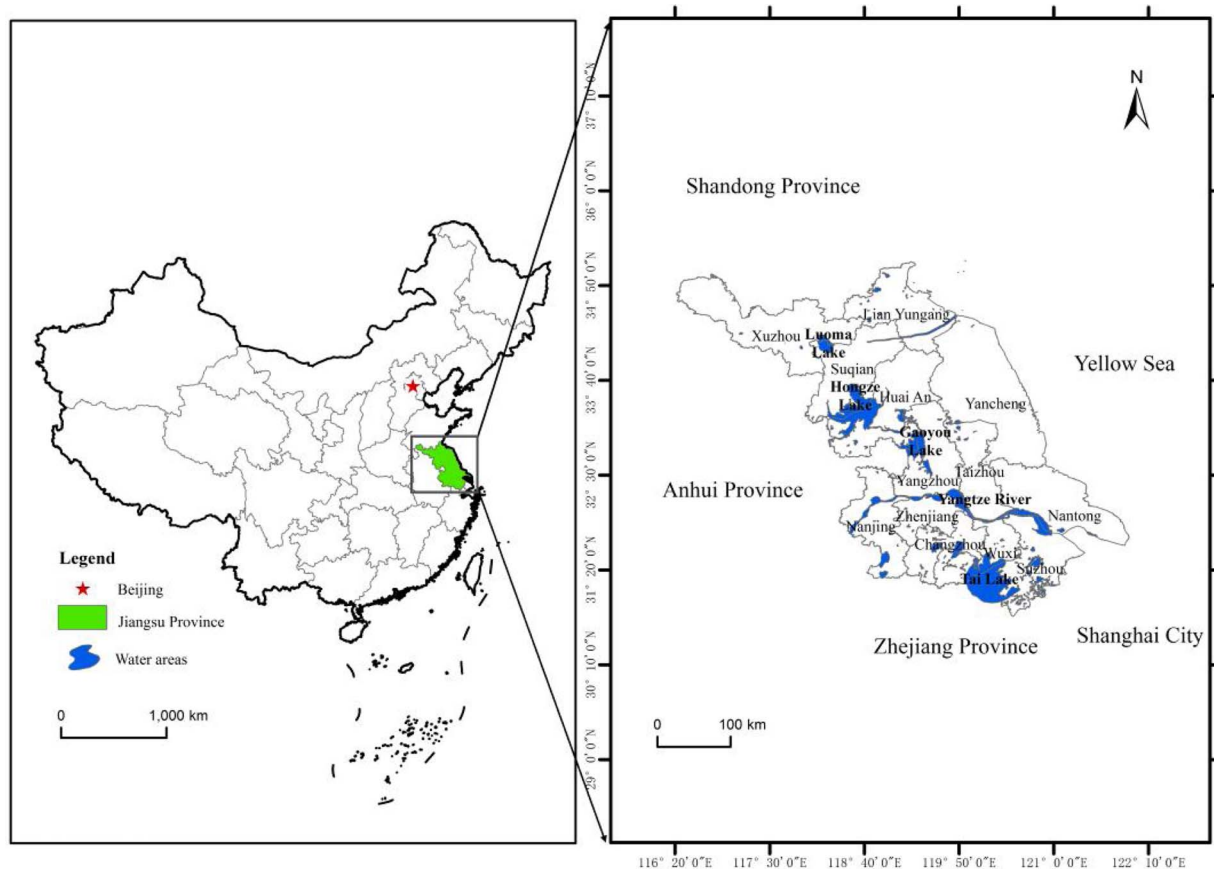 Legend
Beijing
Jiangsu Province
Water areas
0 1,000 km
N
Shandong Province
Lian Yungang
Xuzhou
Luoma
Lake
Suqian
Hongze
Lake
Huai An
Yellow Sea
Yancheng
Gaoyou
Lake
Taizhou
Yangzhou
Anhui Province
Yangtze River
Zhenjiang
Nanjing
Nantong
Changzhou
Wuxi
Suzhou
Tai Lake
Zhejiang Province
Shanghai City
0 100 km
37° 10′0″N
36° 0′0″N
34° 50′0″N
33° 40′0″N
32° 30′0″N
31° 20′0″N
30° 10′0″N
29° 0′0″N
116° 20′0″E 117° 30′0″E 118° 40′0″E 119° 50′0″E 121° 0′0″E 122° 10′0″E